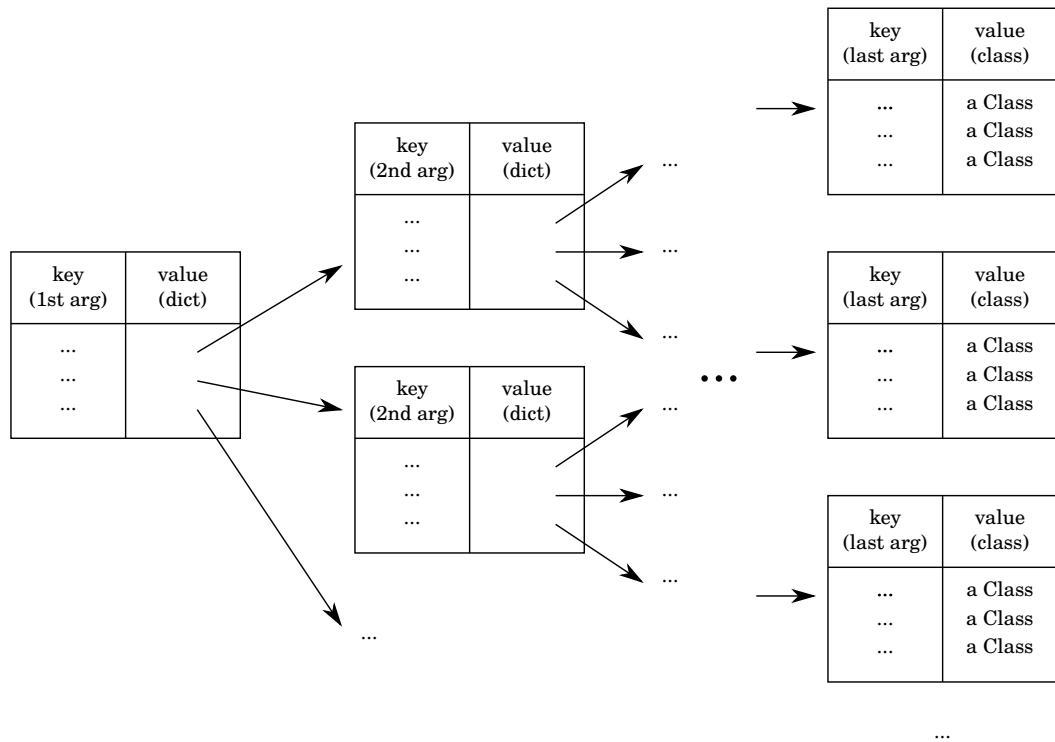 key value
(1st arg) (dict)
...
...
...
key value
(2nd arg) (dict)
...
...
...
key value
(2nd arg) (dict)
...
...
...
...
...
...
...
...
...
...
...
key value
(last arg) (class)
... a Class
... a Class
... a Class
key value
(last arg) (class)
... a Class
... a Class
... a Class
key value
(last arg) (class)
... a Class
... a Class
... a Class
...